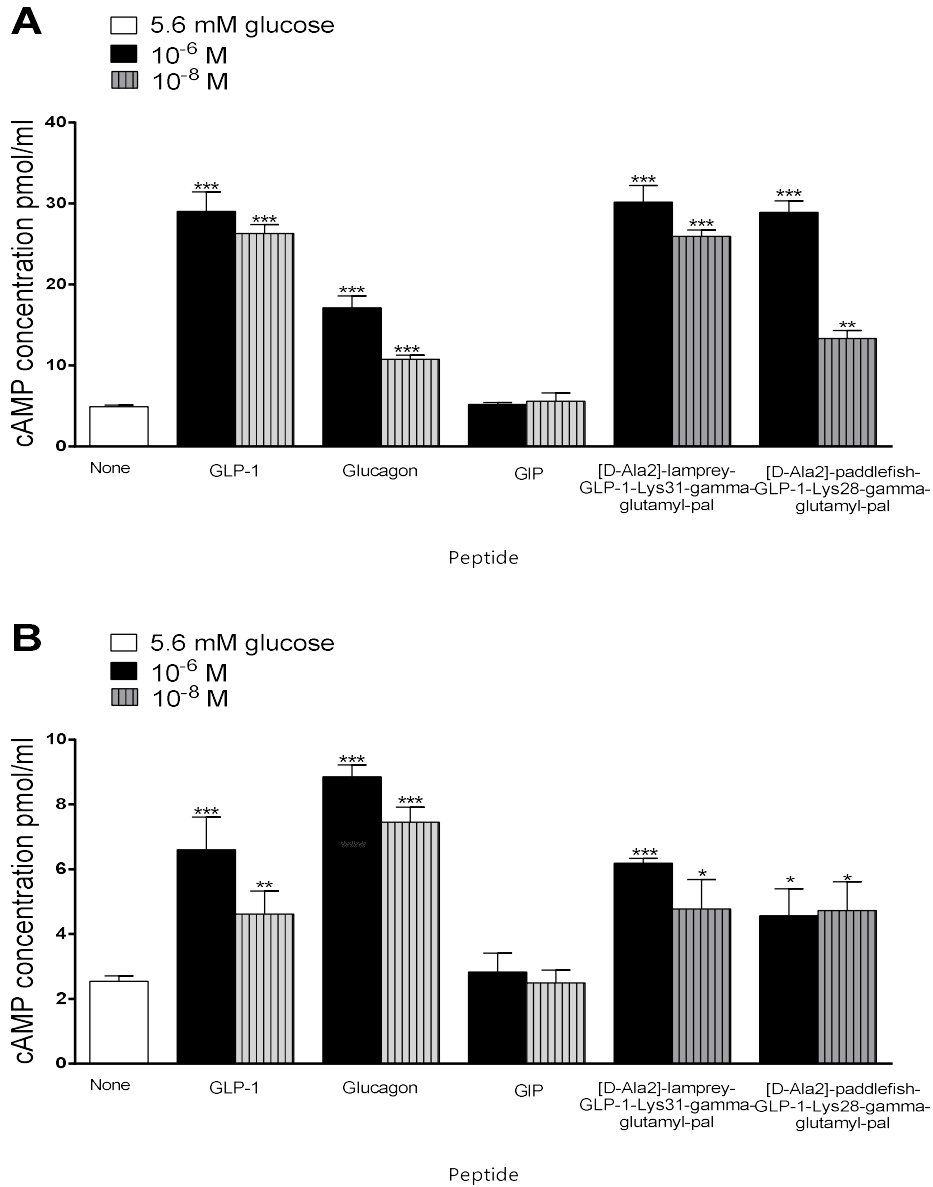 A
5.6 mM glucose
10-6 M
10-8 M
cAMP concentration pmol/ml
40
30
20
10
0
*** *** *** *** *** *** *** **
None GLP-1 Glucagon GIP [D-Ala2]-lamprey- [D-Ala2]-paddlefish-
GLP-1-Lys31-gamma- GLP-1-Lys28-gamma-
glutamyl-pal glutamyl-pal
Peptide
B
5.6 mM glucose
10-6 M
10-8 M
cAMP concentration pmol/ml
10
8
6
4
2
0
*** ** *** *** *** * * *
None GLP-1 Glucagon GIP [D-Ala2]-lamprey- [D-Ala2]-paddlefish-
GLP-1-Lys31-gamma- GLP-1-Lys28-gamma-
glutamyl-pal glutamyl-pal
Peptide